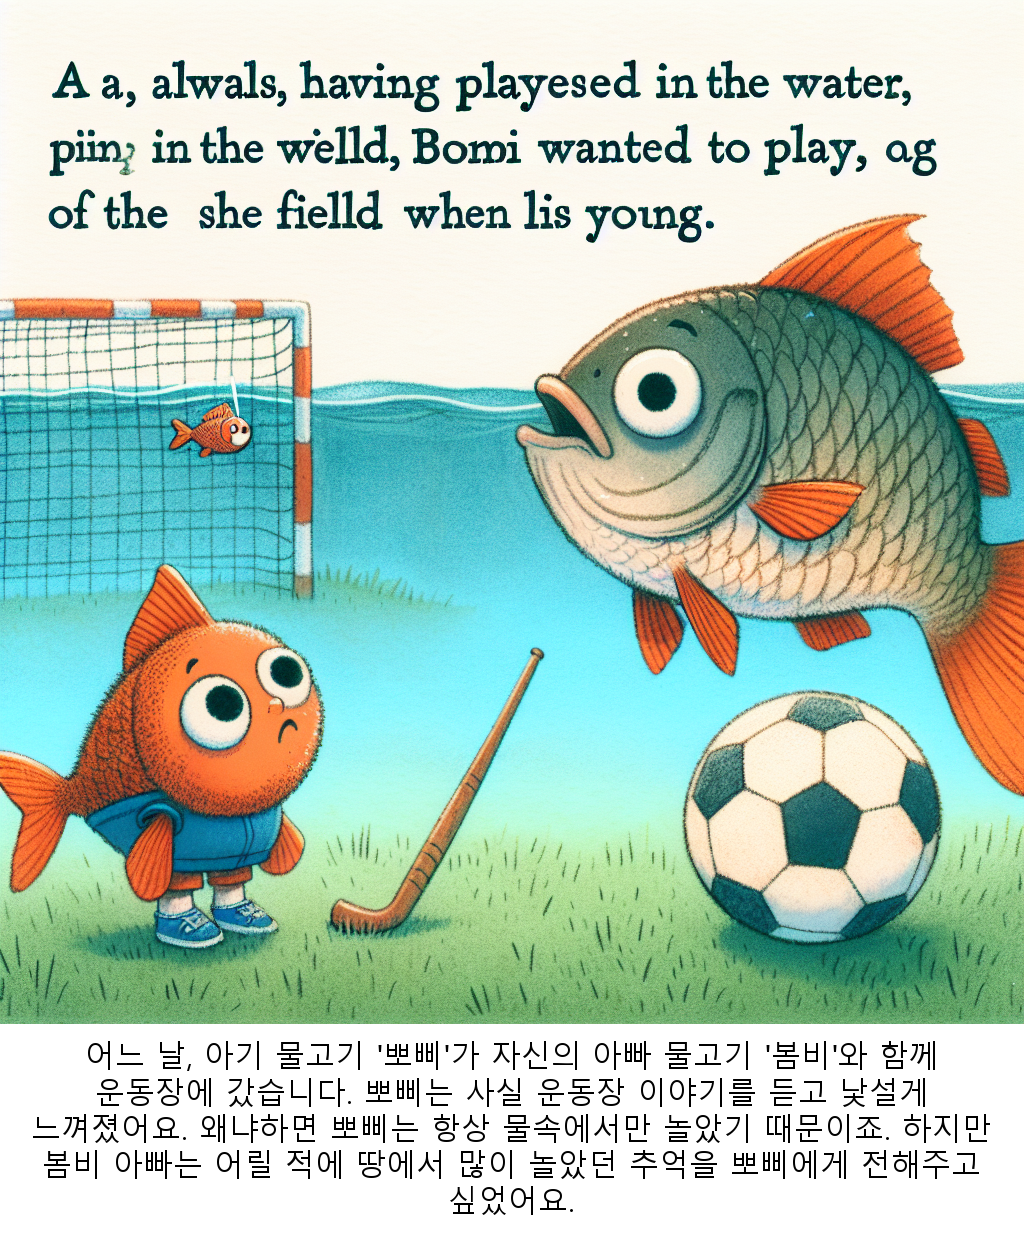 A a, alwals, having playesed in the water,
piin, in the wėlld, Bomi wanted to play, ag
of the she fielld when lis young.
어느 날, 아기 물고기 '뽀삐'가 자신의 아빠 물고기 '봄비'와 함께
운동장에 갔습니다. 뽀삐는 사실 운동장 이야기를 듣고 낯설게
느껴졌어요. 왜냐하면 뽀삐는 항상 물속에서만 놀았기 때문이죠. 하지만
봄비 아빠는 어릴 적에 땅에서 많이 놀았던 추억을 뽀삐에게 전해주고
싶었어요.